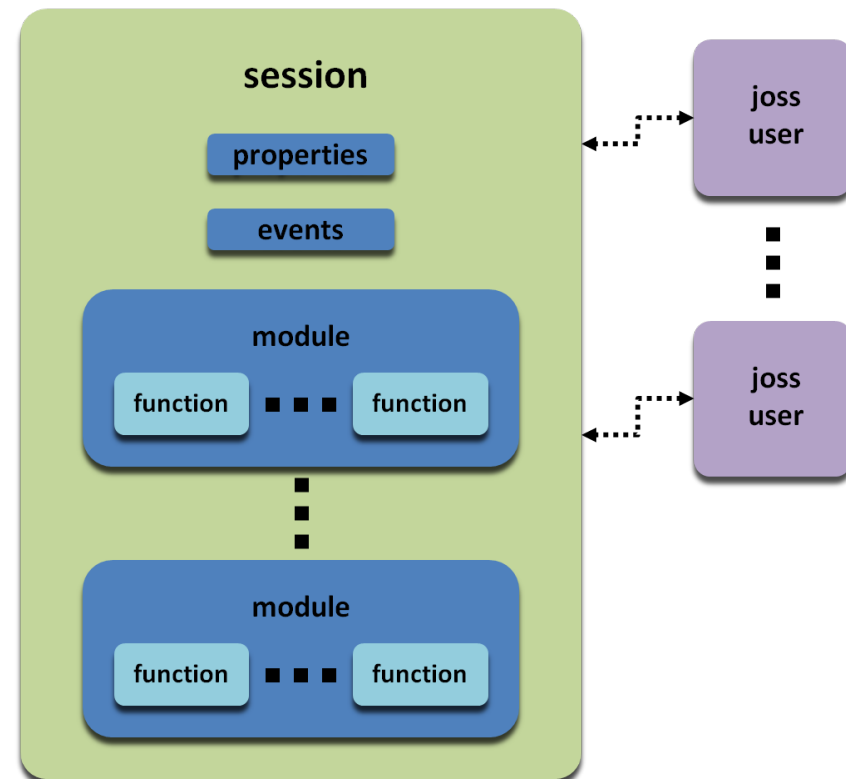 session
properties
events
module
function
function
module
function
function
joss
user
joss
user